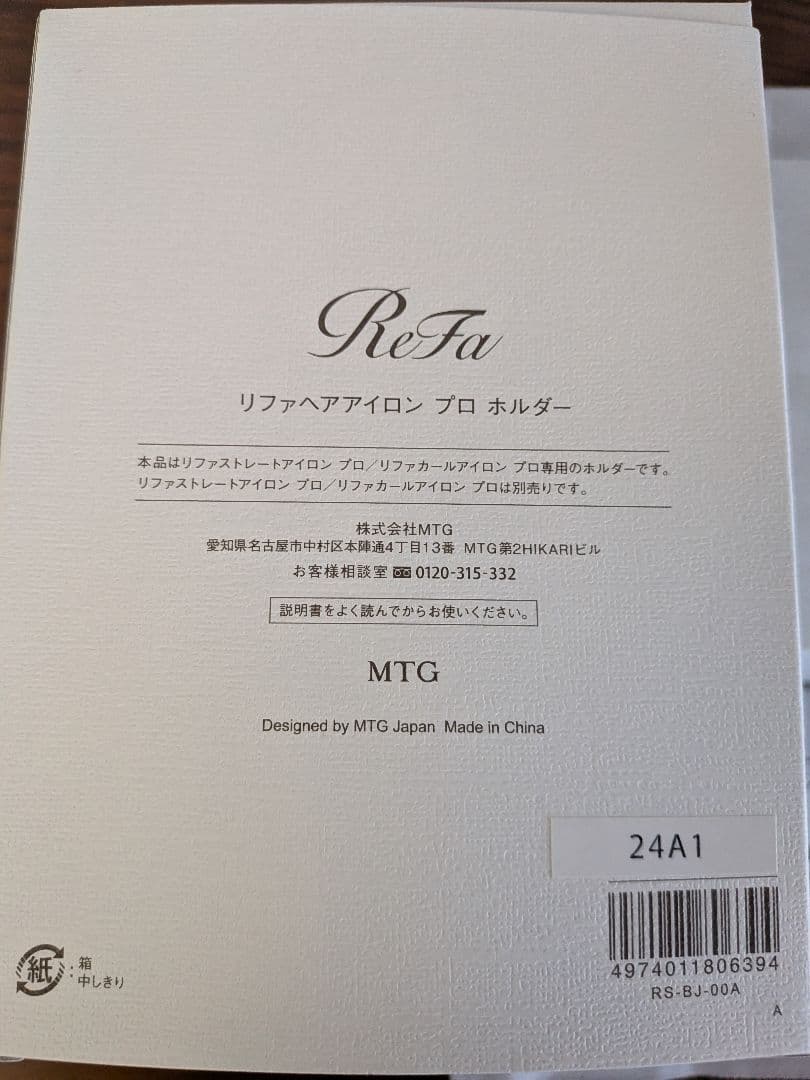 ReFa
リファヘアアイロン プロ ホルダー
本品はリファストレートアイロン プロ／リファカールアイロン プロ専用のホルダーです。
リファストレートアイロン プロ／リファカールアイロン プロは別売りです。
株式会社MTG
愛知県名古屋市中村区本陣通4丁目13番 MTG第2HIKARIビル
お客様相談室 0120-315-332
説明書をよく読んでからお使いください。
MTG
Designed by MTG Japan Made in China
24A1
4974011806394
RS-BJ-00A
A
紙：箱
中しきり